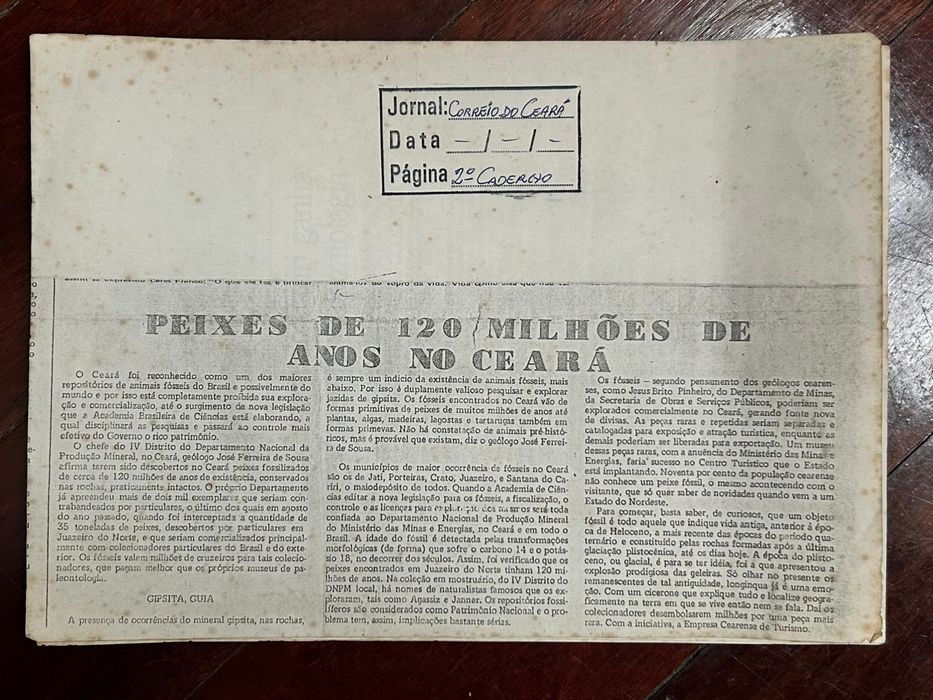 Jornal: CORREIO DO CEARÁ
Data - / - / -
Página 2º CADERNO
PEIXES DE 120 MILHÕES DE
ANOS NO CEARÁ
O Ceará foi reconhecido como um dos maiores
repositórios de animais fósseis do Brasil e possivelmente do
mundo e por isso está completamente proibida sua explora-
ção e comercialização, até o surgimento de nova legislação
que a Academia Brasileira de Ciências está elaborando, a
qual disciplinará as pesquisas e passará ao controle mais
efetivo do Governo o rico patrimônio.
O chefe do IV Distrito do Departamento Nacional da
Produção Mineral, no Ceará, geólogo José Ferreira de Sousa
afirma terem sido descobertos no Ceará peixes fossilizados
de cerca de 120 milhões de anos de existência, conservados
nas rochas, praticamente intactos. O próprio Departamento
já apreendeu mais de dois mil exemplares que seriam con-
trabandeados por particulares, o último dos quais em agosto
do ano passado, quando foi interceptada a quantidade de
35 toneladas de peixes, descobertos por particulares em
Juazeiro do Norte, e que seriam comercializados principal-
mente com colecionadores particulares do Brasil e do exte-
rior. Os fósseis valem milhões de cruzeiros para tais colecio-
nadores, que pagam melhor que os próprios museus de pa-
leontologia.
GIPSITA, GUIA
A presença de ocorrências do mineral gipsita, nas rochas,
é sempre um indício da existência de animais fósseis, mais
abaixo. Por isso é duplamente valioso pesquisar e explorar
jazidas de gipsita. Os fósseis encontrados no Ceará vão de
formas primitivas de peixes de muitos milhões de anos até
plantas, algas, madeiras, lagostas e tartarugas também em
formas primevas. Não há constatação de animais pré-histó-
ricos, mas é provável que existam, diz o geólogo José Ferrei-
ra de Sousa.
Os municípios de maior ocorrência de fósseis no Ceará
são os de Jati, Porteiras, Crato, Juazeiro, e Santana do Ca-
riri, o maiodepósito de todos. Quando a Academia de Ciên-
cias editar a nova legislação para os fósseis, a fiscalização, o
controle e as licenças para exploração dos mesmos será toda
confiada ao Departamento Nacional de Produção Mineral
do Ministério das Minas e Energias, no Ceará e em todo o
Brasil. A idade do fóssil é detectada pelas transformações
morfológicas (de forma) que sofre o carbono 14 e o potás-
sio 18, no decorrer dos séculos. Assim, foi verificado que os
peixes encontrados em Juazeiro do Norte tinham 120 mi-
lhões de anos. Na coleção em mostruário, do IV Distrito do
DNPM local, há nomes de naturalistas famosos que os ex-
ploraram, tais como Agassiz e Janner. Os repositórios fossi-
líferos são considerados como Patrimônio Nacional e o pro-
blema tem, assim, implicações bastante sérias.
Os fósseis – segundo pensamento dos geólogos cearen-
ses, como Jesus Brito Pinheiro, do Departamento de Minas,
da Secretaria de Obras e Serviços Públicos, poderiam ser
explorados comercialmente no Ceará, gerando fonte nova
de divisas. As peças raras e repetidas seriam separadas e
catalogadas para exposição e atração turística, enquanto as
demais poderiam ser liberadas para exportação. Um museu
dessas peças raras, com a anuência do Ministério das Minas e
Energias, faria sucesso no Centro Turístico que o Estado
está implantando. Noventa por cento da população cearense
não conhece um peixe fóssil, o mesmo acontecendo com o
visitante, que só quer saber de novidades quando vem a um
Estado do Nordeste.
Para começar, basta saber, de curiosos, que um objeto
fóssil é todo aquele que indique vida antiga, anterior à épo-
ca de Heloceno, a mais recente das épocas do período qua-
ternário e constituído pelas rochas formadas após a última
glaciação plistocênica, até os dias hoje. A época do plisto-
ceno, ou glacial, é para se ter idéia, foi a que apresentou a
explosão prodigiosa das geleiras. Só olhar no presente os
remanescentes de tal antiguidade, longínqua já é uma emo-
ção. Com um cicerone que explique tudo e localize geogra-
ficamente na terra em que se vive então nem se fala. Daí os
colecionadores desembolsarem milhões por uma peça mais
rara. Com a iniciativa, a Empresa Cearense de Turismo.